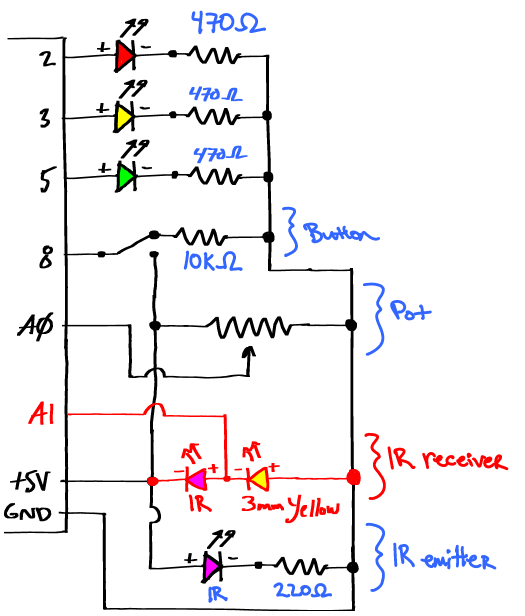 470Ω
2 + -
470Ω
3 + -
470Ω
5 + -
8
10KΩ
Button
A0
Pot
A1
- + - +
IR receiver
+5V
IR 3mm Yellow
GND
+ -
IR emitter
IR 220Ω